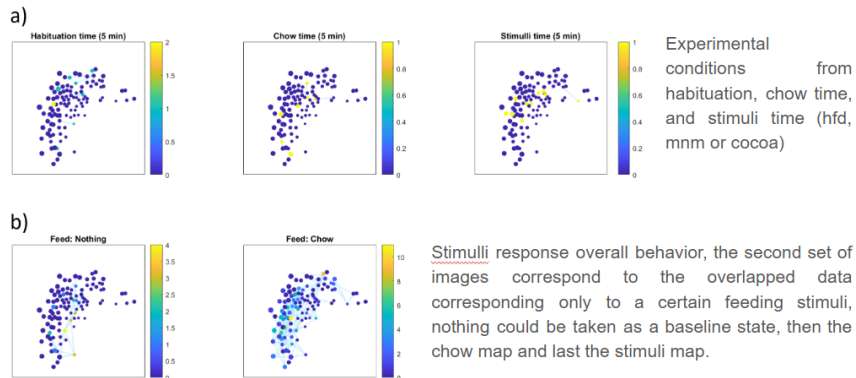 a)
Habituation time (5 min)
2
1.5
1
0.5
0
Chow time (5 min)
1
0.8
0.6
0.4
0.2
0
Stimulli time (5 min)
1
0.8
0.6
0.4
0.2
0
Experimental
conditions from
habituation, chow time,
and stimuli time (hfd,
mnm or cocoa)
b)
Feed: Nothing
4
3.5
3
2.5
2
1.5
1
0.5
0
Feed: Chow
10
8
6
4
2
0
Stimulli response overall behavior, the second set of
images correspond to the overlapped data
corresponding only to a certain feeding stimuli,
nothing could be taken as a baseline state, then the
chow map and last the stimuli map.